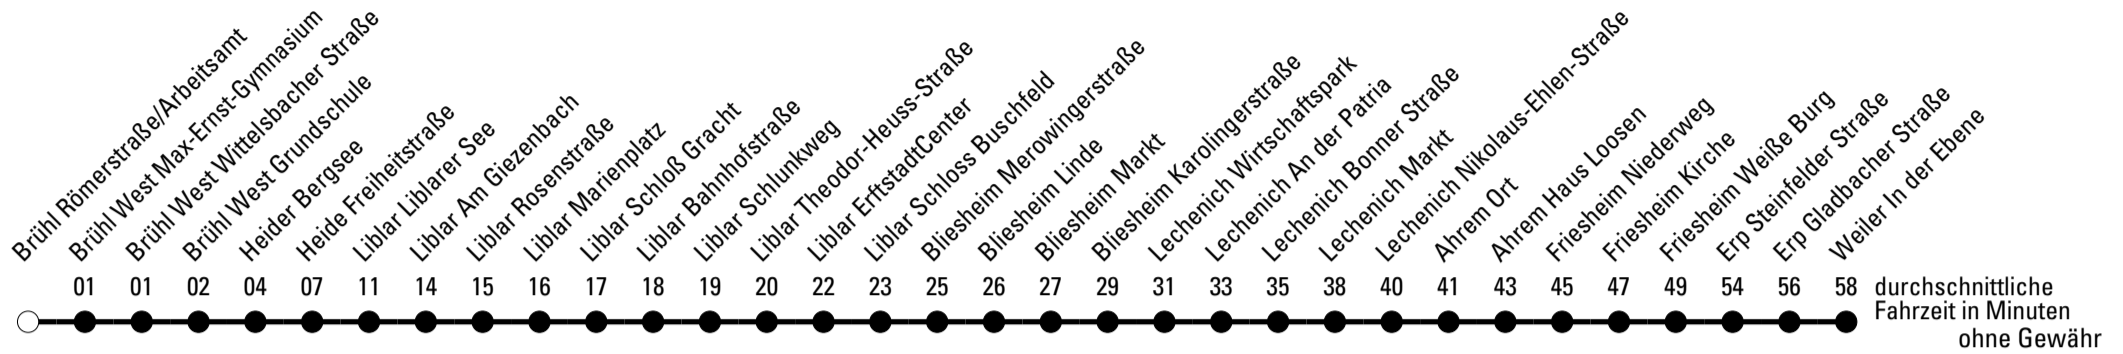 Brühl Römerstraße/Arbeitsamt
Brühl West Max-Ernst-Gymnasium
Brühl West Wittelsbacher Straße
Brühl West Grundschule
Heider Bergsee
Heide Freiheitstraße
Liblar Liblarer See
Liblar Am Giezenbach
Liblar Rosenstraße
Liblar Marienplatz
Liblar Schloß Gracht
Liblar Bahnhofstraße
Liblar Schlunkweg
Liblar Theodor-Heuss-Straße
Liblar ErftstadtCenter
Liblar Schloss Buschfeld
Bliesheim Merowingerstraße
Bliesheim Linde
Bliesheim Markt
Bliesheim Karolingerstraße
Lechenich Wirtschaftspark
Lechenich An der Patria
Lechenich Bonner Straße
Lechenich Markt
Lechenich Nikolaus-Ehlen-Straße
Ahrem Ort
Ahrem Haus Loosen
Friesheim Niederweg
Friesheim Kirche
Friesheim Weiße Burg
Erp Steinfelder Straße
Erp Gladbacher Straße
Weiler In der Ebene
01 01 02 04 07 11 14 15 16 17 18 19 20 22 23 25 26 27 29 31 33 35 38 40 41 43 45 47 49 54 56 58 durchschnittliche
Fahrzeit in Minuten
ohne Gewähr